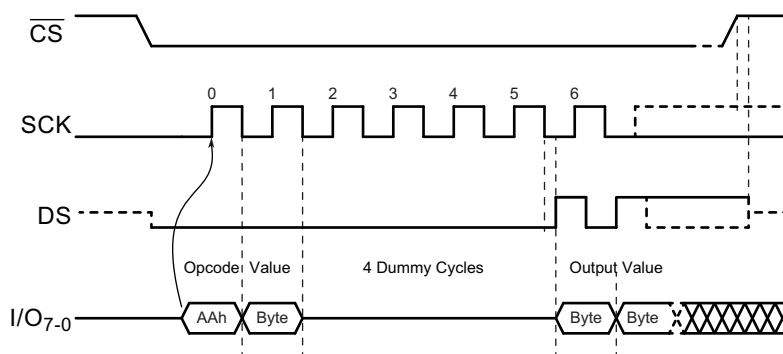 CS
0 1 2 3 4 5 6
SCK
DS
Opcode Value 4 Dummy Cycles Output Value
I/O7-0 AAh Byte Byte Byte